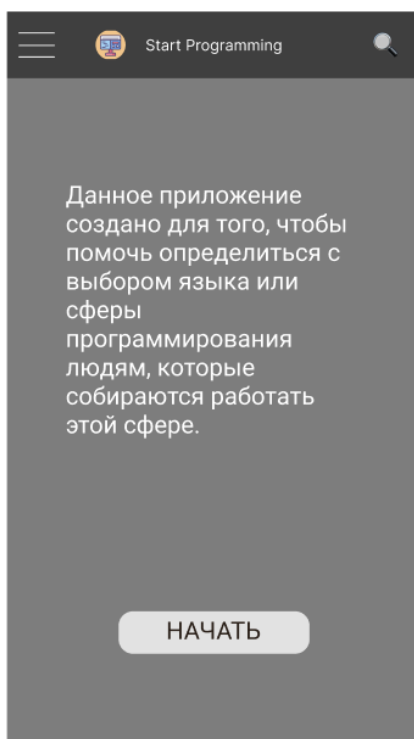 Start Programming
Данное приложение
создано для того, чтобы
помочь определиться с
выбором языка или
сферы
программирования
людям, которые
собираются работать
этой сфере.
НАЧАТЬ